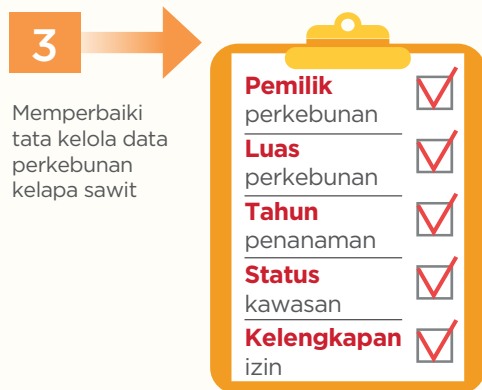 3
Memperbaiki
tata kelola data
perkebunan
kelapa sawit
Pemilik
perkebunan
Luas
perkebunan
Tahun
penanaman
Status
kawasan
Kelengkapan
izin